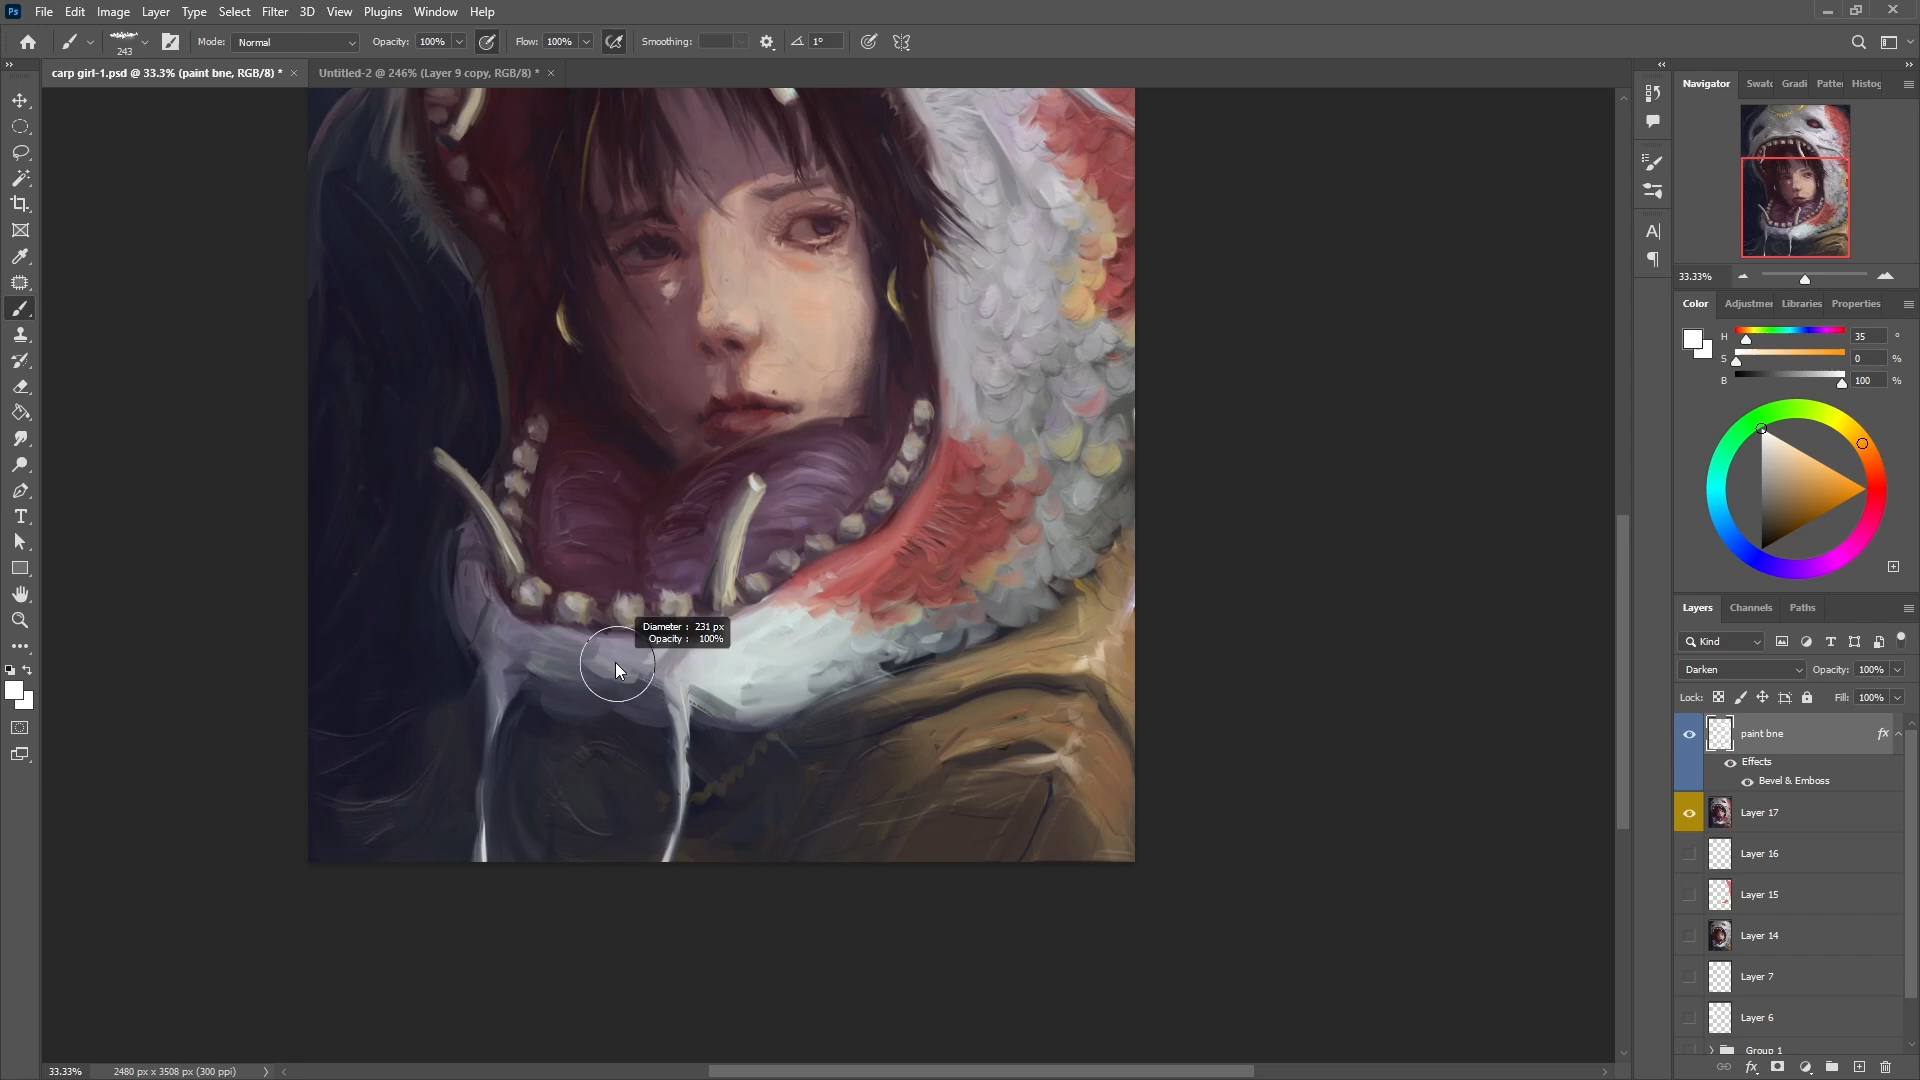 Ps File Edit Image Layer Type Select Filter 3D View Plugins Window Help
243 Mode: Normal Opacity: 100% Flow: 100% Smoothing: 1°
carp girl-1.psd @ 33.3% (paint bne, RGB/8) * × Untitled-2 @ 246% (Layer 9 copy, RGB/8) * ×
Navigator Swatc Gradi Patte Histog
33.33%
Color Adjustmer Libraries Properties
H 35 °
S 0 %
B 100 %
Diameter : 231 px
Opacity : 100%
Layers Channels Paths
Kind
Darken Opacity: 100%
Lock: Fill: 100%
paint bne fx
Effects
Bevel & Emboss
Layer 17
Layer 16
Layer 15
Layer 14
Layer 7
Layer 6
Group 1
33.33% 2480 px x 3508 px (300 ppi)